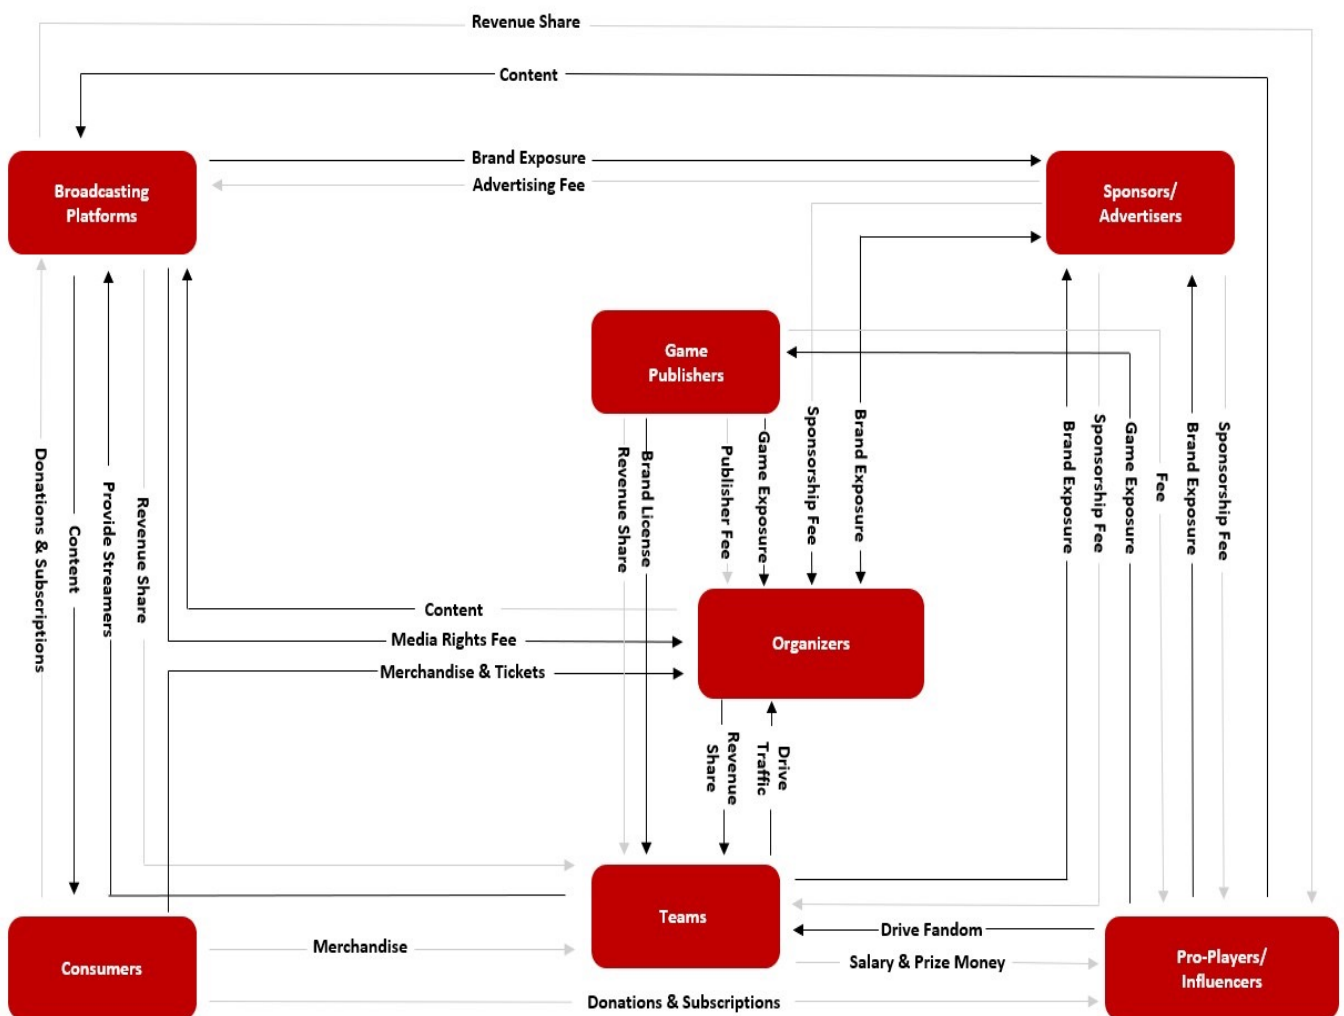 Revenue Share
Content
Brand Exposure
Advertising Fee
Broadcasting
Platforms
Sponsors/
Advertisers
Game
Publishers
Donations & Subscriptions
Content
Provide Streamers
Revenue Share
Revenue Share
Brand License
Publisher Fee
Game Exposure
Sponsorship Fee
Brand Exposure
Brand Exposure
Sponsorship Fee
Game Exposure
Fee
Brand Exposure
Sponsorship Fee
Content
Media Rights Fee
Merchandise & Tickets
Organizers
Revenue
Share
Drive
Traffic
Teams
Drive Fandom
Salary & Prize Money
Merchandise
Donations & Subscriptions
Consumers
Pro-Players/
Influencers